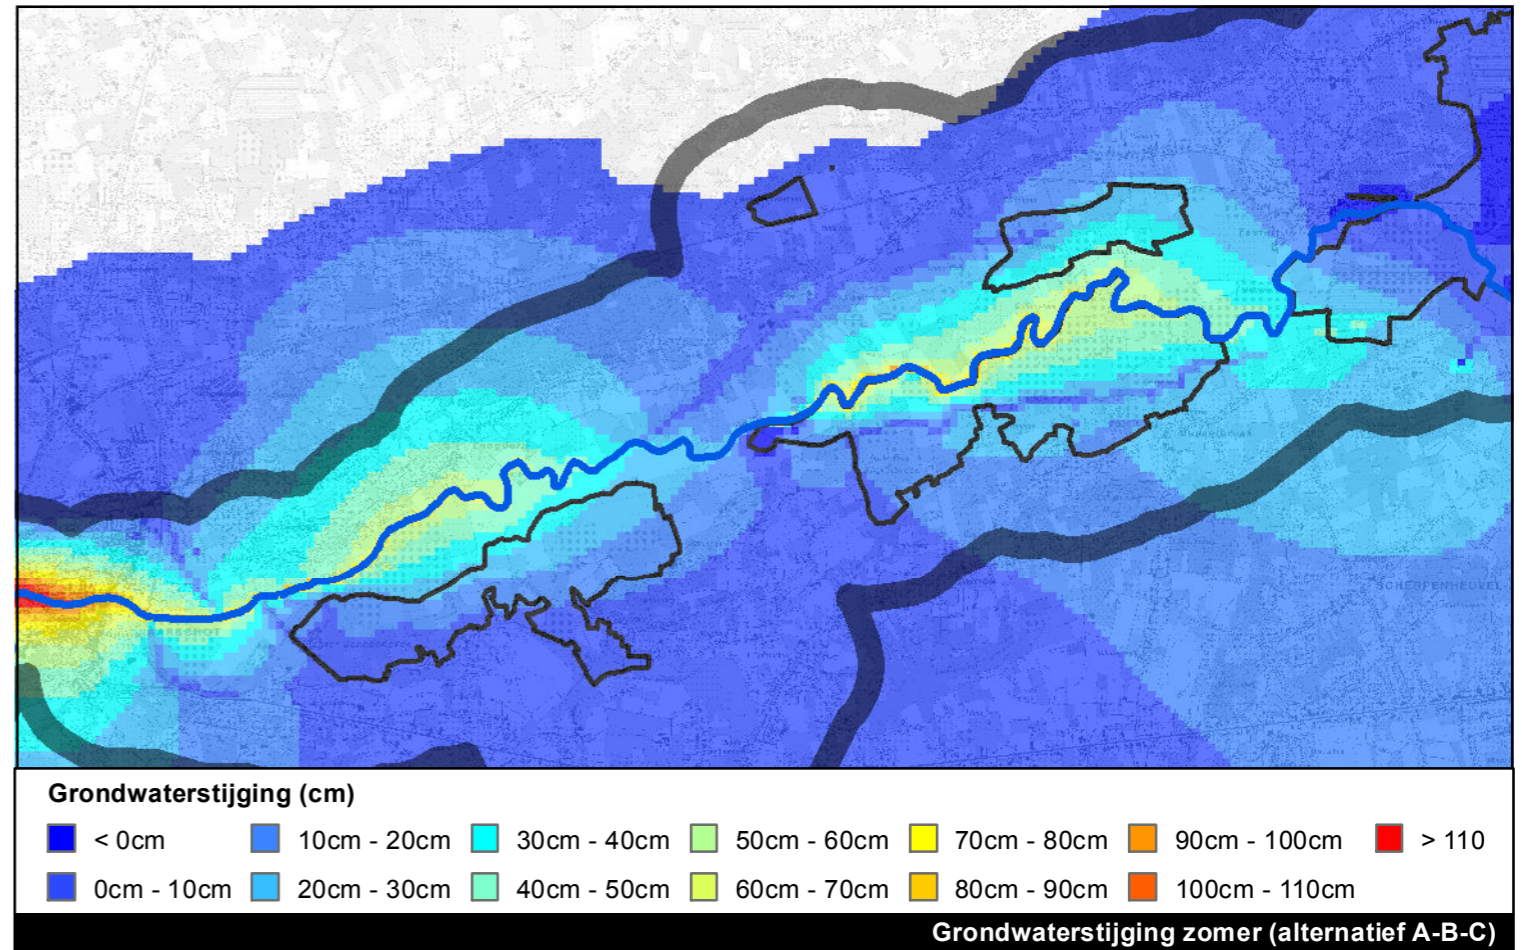 SCHERPENHEUVEL
Grondwaterstijging (cm)
< 0cm 10cm - 20cm 30cm - 40cm 50cm - 60cm 70cm - 80cm 90cm - 100cm > 110
0cm - 10cm 20cm - 30cm 40cm - 50cm 60cm - 70cm 80cm - 90cm 100cm - 110cm
Grondwaterstijging zomer (alternatief A-B-C)